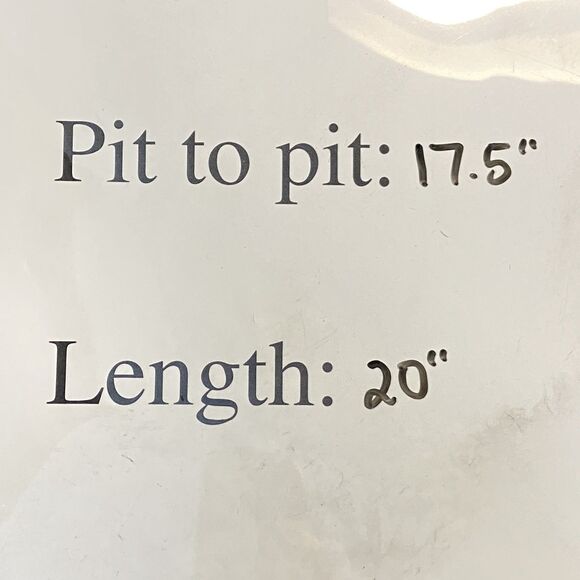 Pit to pit: 17.5"
Length: 20"